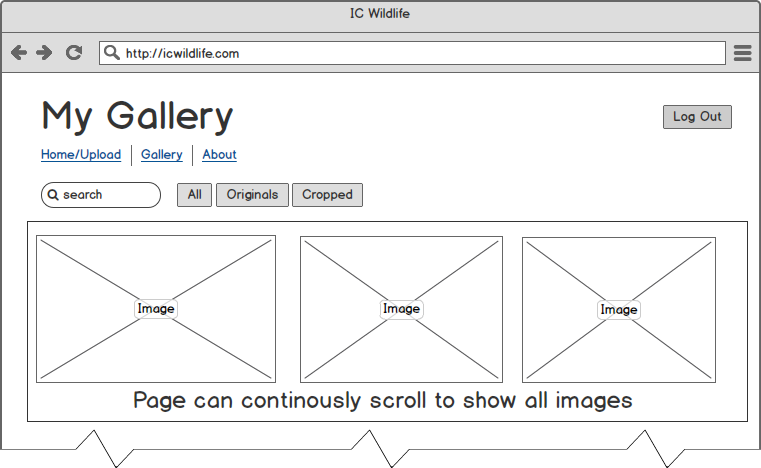 IC Wildlife
http://icwildlife.com
My Gallery
Log Out
Home/Upload Gallery About
search All Originals Cropped
Image Image Image
Page can continously scroll to show all images